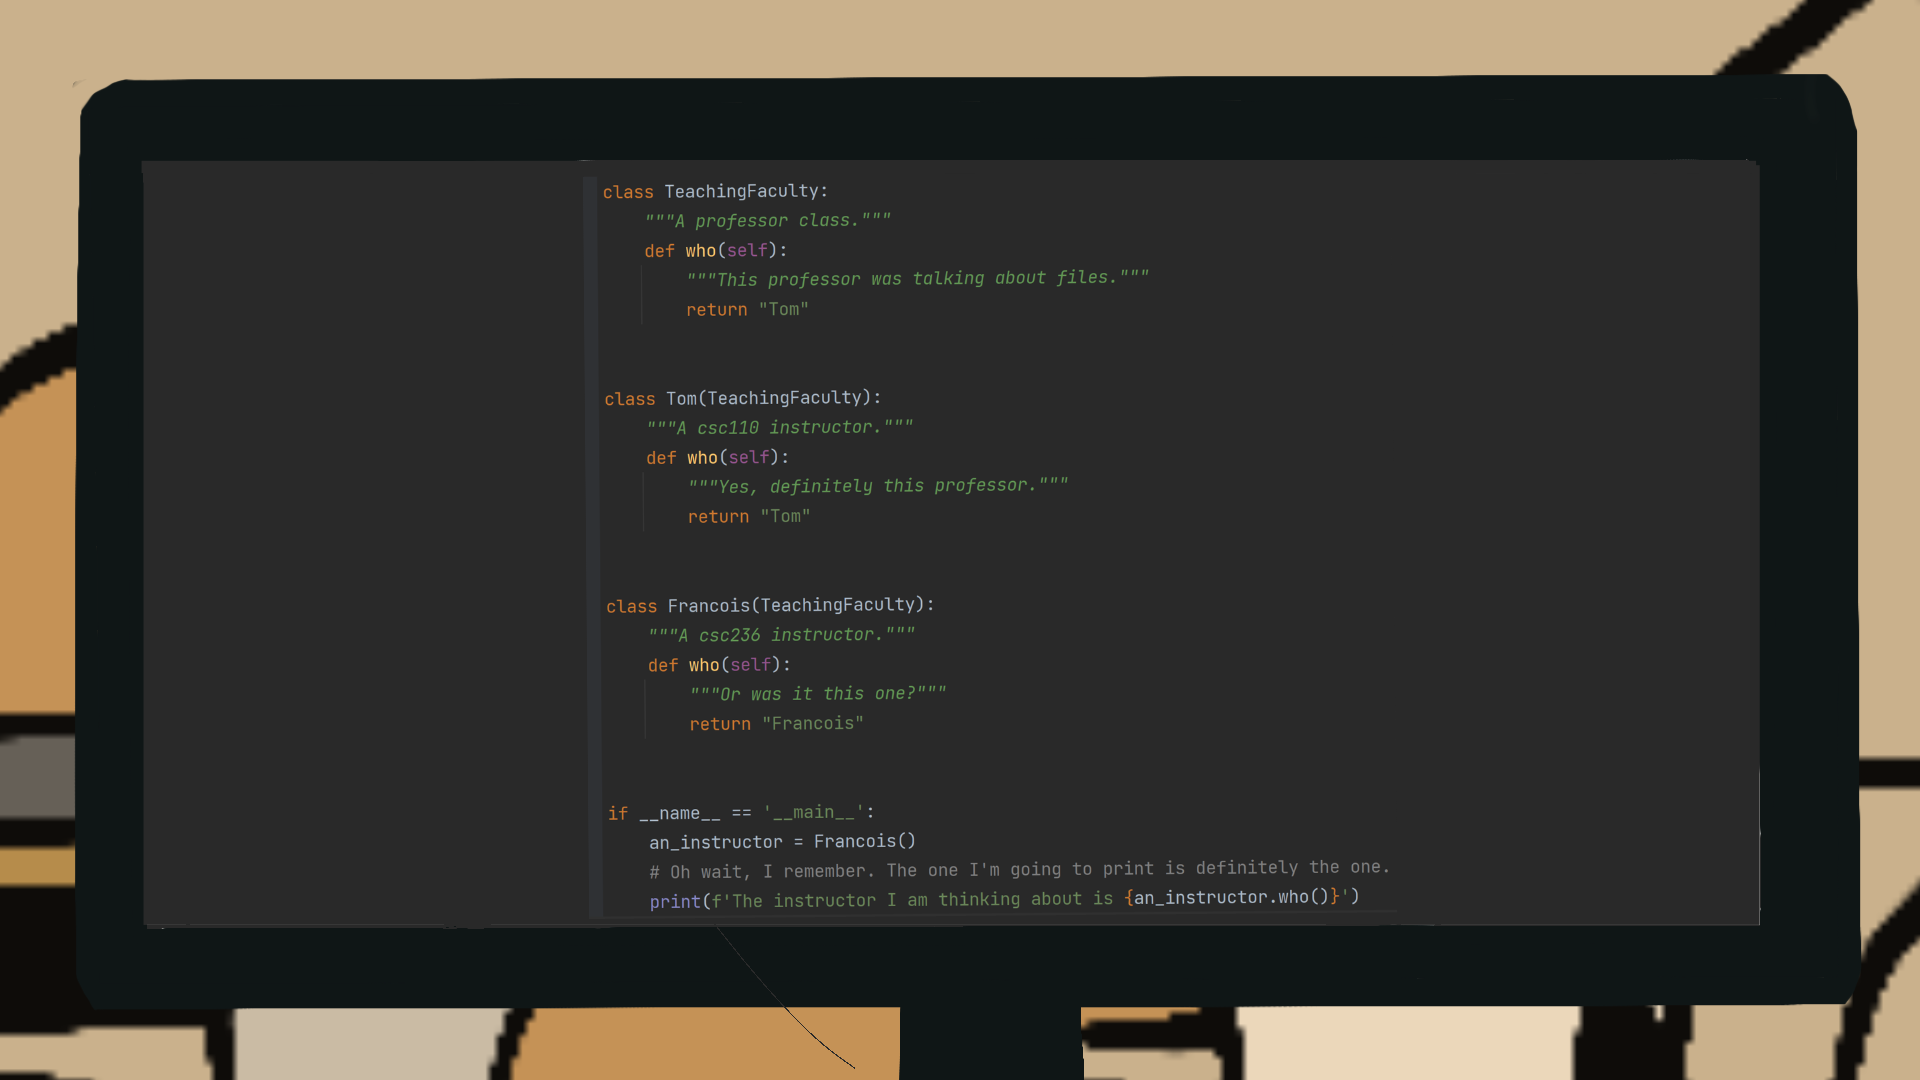 class TeachingFaculty:
"""A professor class."""
def who(self):
"""This professor was talking about files."""
return "Tom"
class Tom(TeachingFaculty):
"""A csc110 instructor."""
def who(self):
"""Yes, definitely this professor."""
return "Tom"
class Francois(TeachingFaculty):
"""A csc236 instructor."""
def who(self):
"""Or was it this one?"""
return "Francois"
if __name__ == '__main__':
an_instructor = Francois()
# Oh wait, I remember. The one I'm going to print is definitely the one.
print(f'The instructor I am thinking about is {an_instructor.who()}')